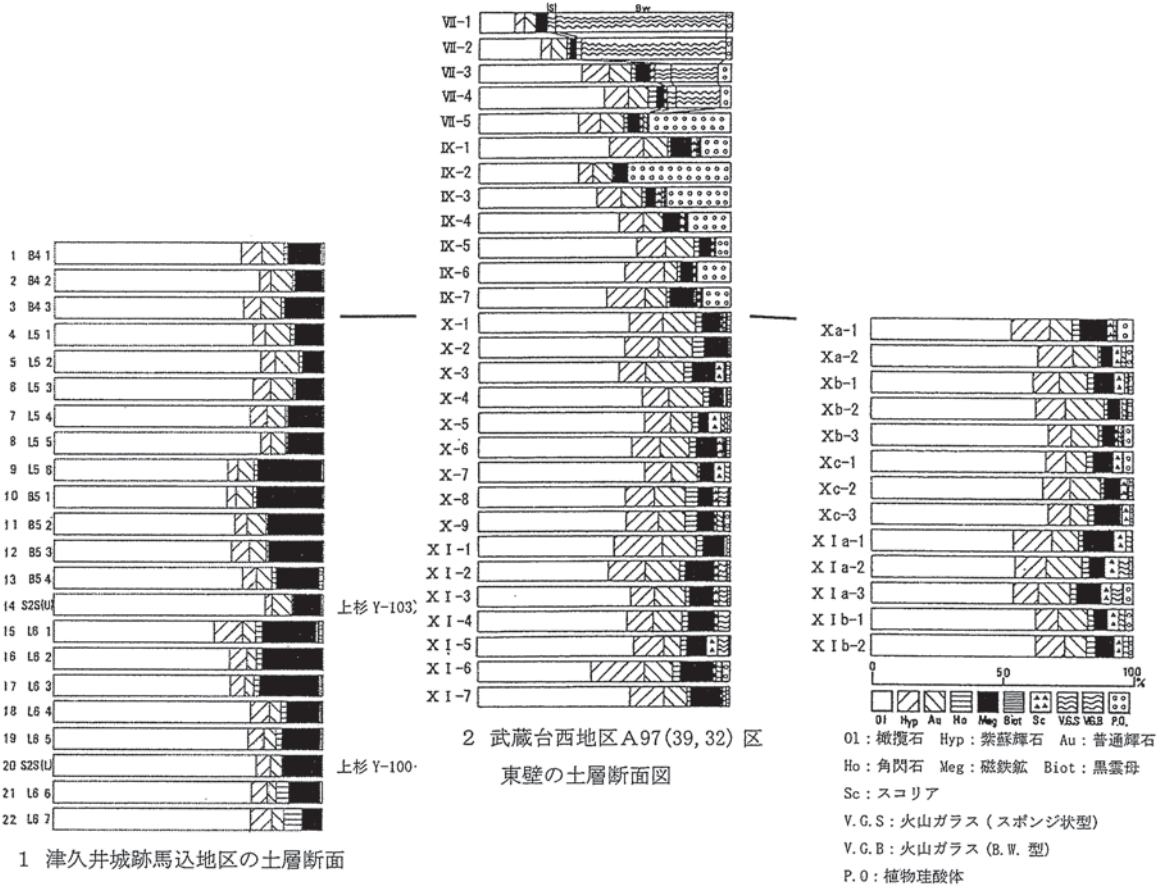 S Bw
VII-1
VII-2
VII-3
VII-4
VII-5
IX-1
IX-2
IX-3
IX-4
IX-5
IX-6
IX-7
X-1
X-2
X-3
X-4
X-5
X-6
X-7
X-8
X-9
XI-1
XI-2
XI-3
XI-4
XI-5
XI-6
XI-7
2 武蔵台西地区A97(39,32)区
東壁の土層断面図
1 B4 1
2 B4 2
3 B4 3
4 L5 1
5 L5 2
6 L5 3
7 L5 4
8 L5 5
9 L5 6
10 B5 1
11 B5 2
12 B5 3
13 B5 4
14 S2S(U) 上杉 Y-103
15 L6 1
16 L6 2
17 L6 3
18 L6 4
19 L6 5
20 S2S(L) 上杉 Y-100
21 L6 6
22 L6 7
1 津久井城跡馬込地区の土層断面
Xa-1
Xa-2
Xb-1
Xb-2
Xb-3
Xc-1
Xc-2
Xc-3
XIa-1
XIa-2
XIa-3
XIb-1
XIb-2
0 50 100
%
Ol Hyp Au Ho Mag Biot Sc V.G.S V.G.B P.O.
Ol：橄欖石 Hyp：紫蘇輝石 Au：普通輝石
Ho：角閃石 Meg：磁鉄鉱 Biot：黒雲母
Sc：スコリア
V.G.S：火山ガラス (スポンジ状型)
V.G.B：火山ガラス (B.W. 型)
P.O：植物珪酸体